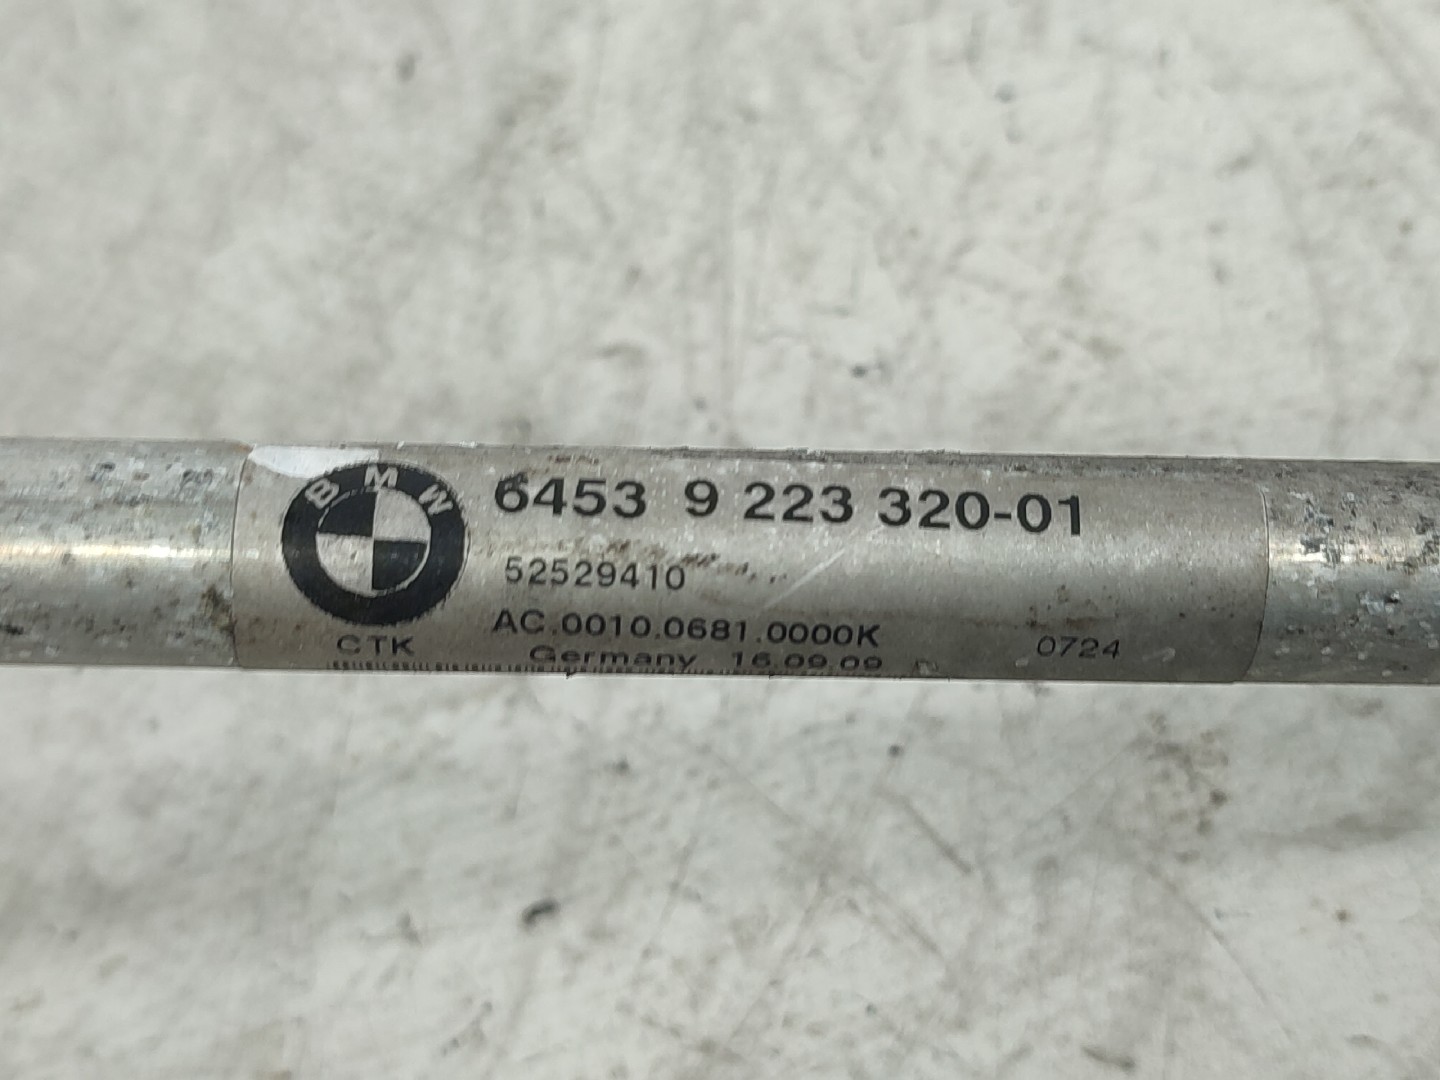 BMW
6453 9 223 320-01
52529410
AC.0010.0681.0000K
CTK
Germany 16.09.09
0724